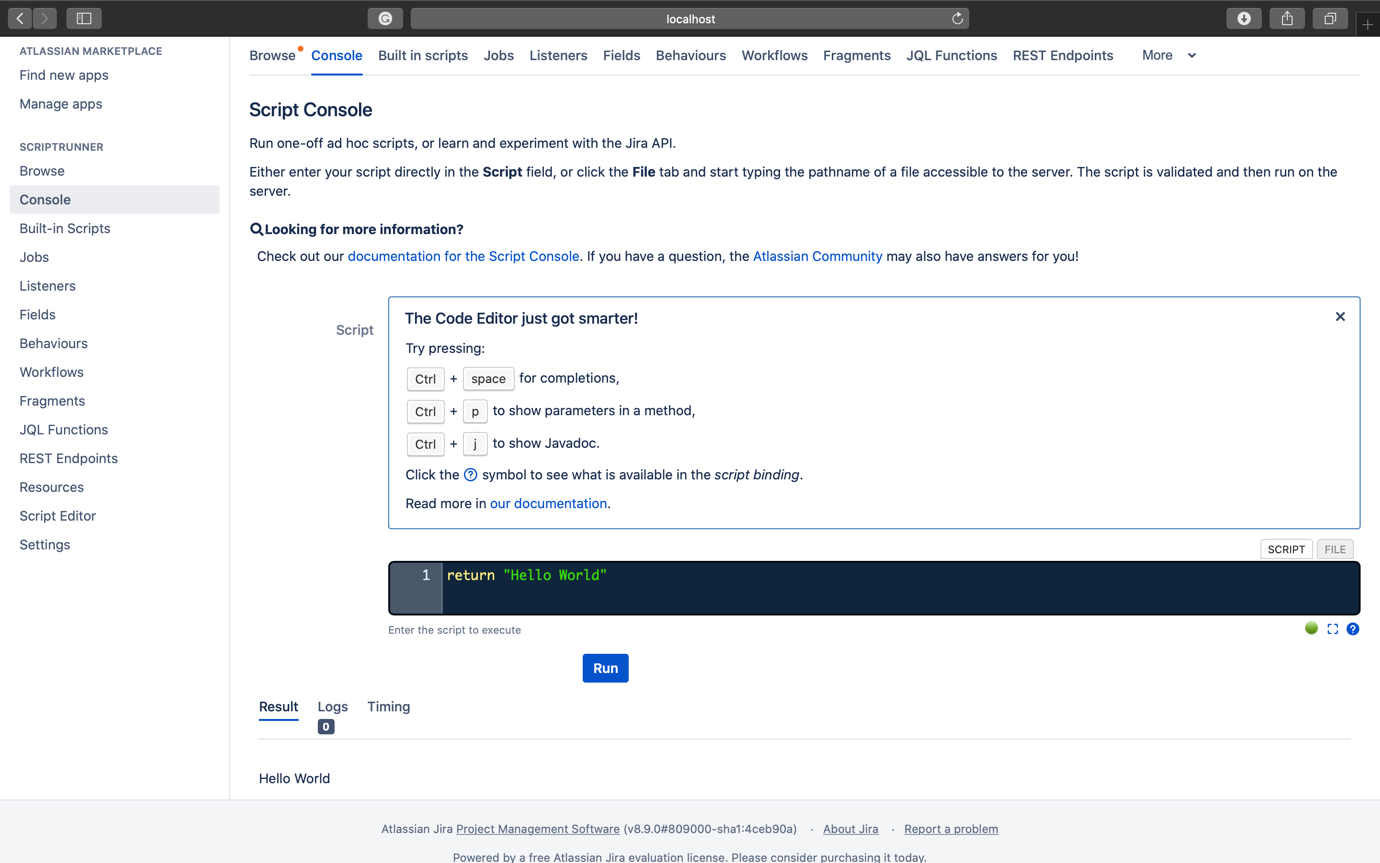 localhost
ATLASSIAN MARKETPLACE
Find new apps
Manage apps
SCRIPTRUNNER
Browse
Console
Built-in Scripts
Jobs
Listeners
Fields
Behaviours
Workflows
Fragments
JQL Functions
REST Endpoints
Resources
Script Editor
Settings
Browse Console Built in scripts Jobs Listeners Fields Behaviours Workflows Fragments JQL Functions REST Endpoints More
Script Console
Run one-off ad hoc scripts, or learn and experiment with the Jira API.
Either enter your script directly in the Script field, or click the File tab and start typing the pathname of a file accessible to the server. The script is validated and then run on the
server.
Looking for more information?
Check out our documentation for the Script Console. If you have a question, the Atlassian Community may also have answers for you!
Script
The Code Editor just got smarter!
Try pressing:
Ctrl + space for completions,
Ctrl + p to show parameters in a method,
Ctrl + j to show Javadoc.
Click the ? symbol to see what is available in the script binding.
Read more in our documentation.
SCRIPT FILE
1 return "Hello World"
Enter the script to execute
?
Run
Result Logs Timing
0
Hello World
Atlassian Jira Project Management Software (v8.9.0#809000-sha1:4ceb90a) · About Jira · Report a problem
Powered by a free Atlassian Jira evaluation license. Please consider purchasing it today.